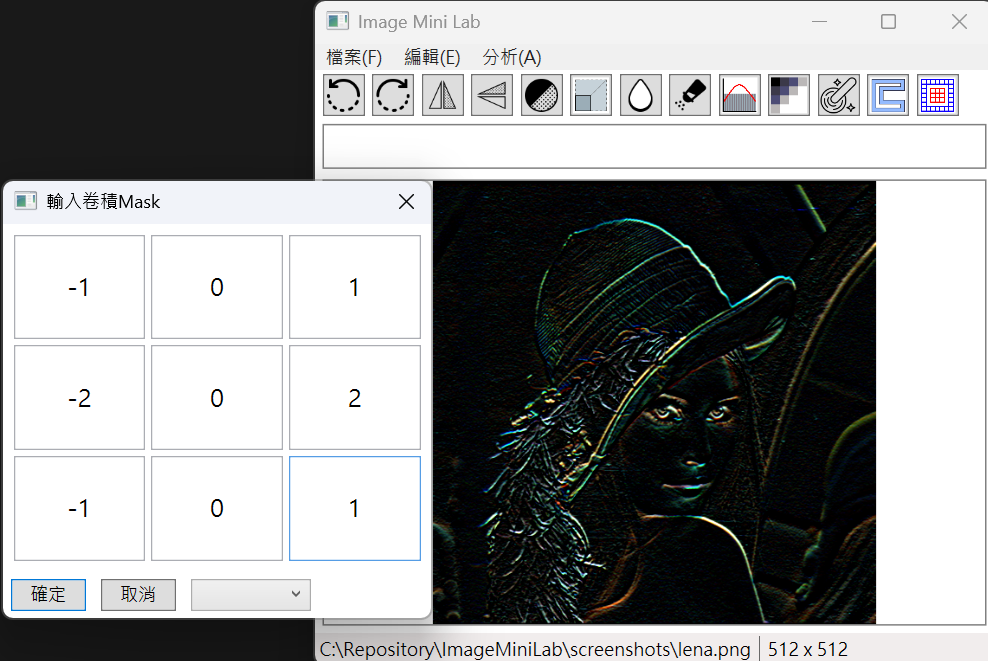 Image Mini Lab
檔案(F) 編輯(E) 分析(A)
輸入卷積Mask
-1 0 1
-2 0 2
-1 0 1
確定 取消
C:\Repository\ImageMiniLab\screenshots\lena.png 512 x 512